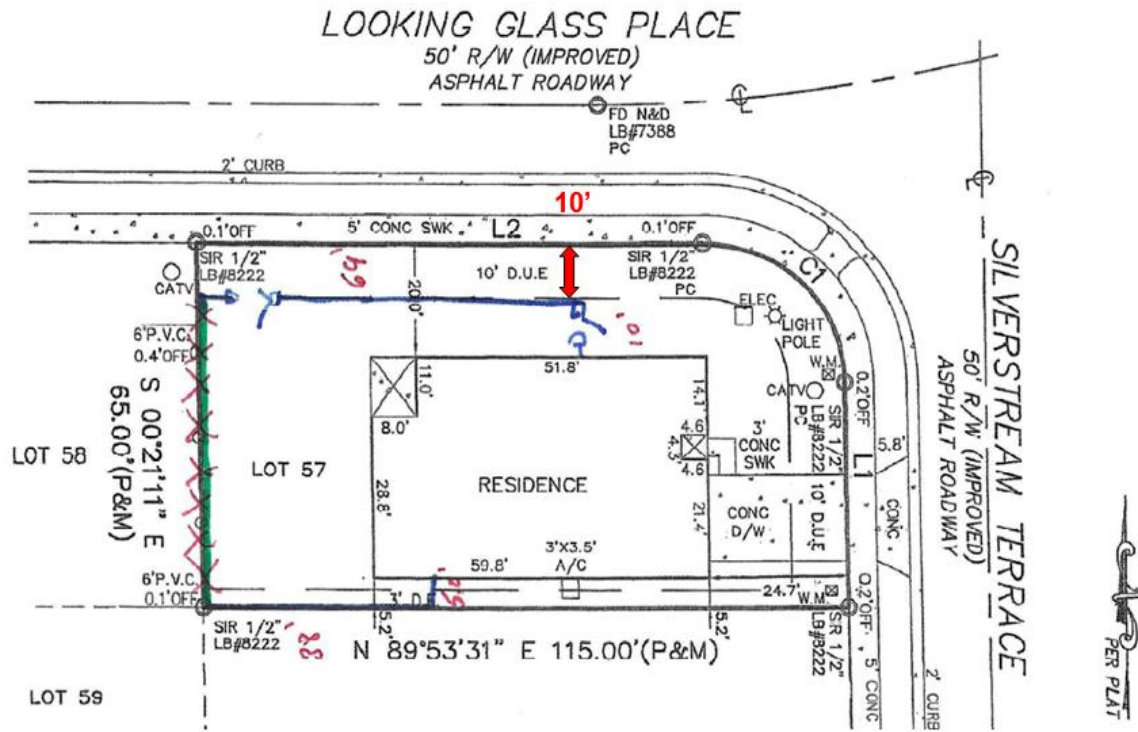 LOOKING GLASS PLACE
50' R/W (IMPROVED)
ASPHALT ROADWAY
FD N&D
LB#7388
PC
2' CURB
10'
0.1'OFF
5' CONC SWK
L2
0.1'OFF
SIR 1/2"
LB#8222
10' D.U.E
SIR 1/2"
LB#8222
PC
C1
CATV
20.0'
ELEC
LIGHT
POLE
10'
6'P.V.C.
0.4'OFF
51.8'
W.M.
11.0'
14.1'
CATV
0.2'OFF
SIR 1/2"
LB#8222
PC
8.0'
4.6'
4.3'
4.6'
3'
CONC
SWK
L1
5.8'
LOT 58
S 00°21'11" E
65.00'(P&M)
LOT 57
RESIDENCE
28.8'
21.4'
CONC
D/W
10' D.U.E
CONC
SILVERSTREAM TERRACE
50' R/W (IMPROVED)
ASPHALT ROADWAY
59.8'
3'X3.5'
A/C
6'P.V.C.
0.1'OFF
24.7'
W.M.
0.2'OFF
SIR 1/2"
LB#8222
SIR 1/2"
LB#8222
5.2'
5.2'
88'
N 89°53'31" E 115.00'(P&M)
5' CONC
2' CURB
LOT 59
PER PLAT